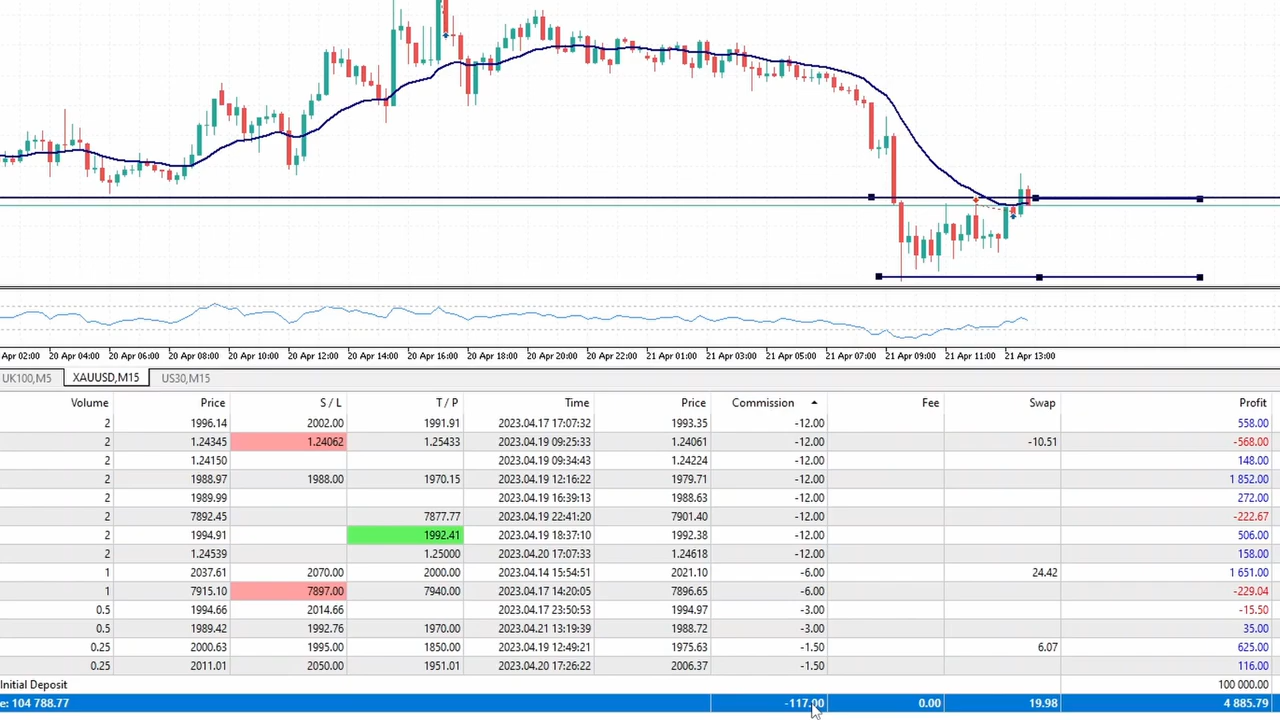 Apr 02:00 20 Apr 04:00 20 Apr 06:00 20 Apr 08:00 20 Apr 10:00 20 Apr 12:00 20 Apr 14:00 20 Apr 16:00 20 Apr 18:00 20 Apr 20:00 20 Apr 22:00 21 Apr 01:00 21 Apr 03:00 21 Apr 05:00 21 Apr 07:00 21 Apr 09:00 21 Apr 11:00 21 Apr 13:00
UK100,M5 XAUUSD,M15 US30,M15
Volume Price S / L T / P Time Price Commission Fee Swap Profit
2 1996.14 2002.00 1991.91 2023.04.17 17:07:32 1993.35 -12.00 558.00
2 1.24345 1.24062 1.25433 2023.04.19 09:25:33 1.24061 -12.00 -10.51 -568.00
2 1.24150 2023.04.19 09:34:43 1.24224 -12.00 148.00
2 1988.97 1988.00 1970.15 2023.04.19 12:16:22 1979.71 -12.00 1 852.00
2 1989.99 2023.04.19 16:39:13 1988.63 -12.00 272.00
2 7892.45 7877.77 2023.04.19 22:41:20 7901.40 -12.00 -222.67
2 1994.91 1992.41 2023.04.19 18:37:10 1992.38 -12.00 506.00
2 1.24539 1.25000 2023.04.20 17:07:33 1.24618 -12.00 158.00
1 2037.61 2070.00 2000.00 2023.04.14 15:54:51 2021.10 -6.00 24.42 1 651.00
1 7915.10 7897.00 7940.00 2023.04.17 14:20:05 7896.65 -6.00 -229.04
0.5 1994.66 2014.66 2023.04.17 23:50:53 1994.97 -3.00 -15.50
0.5 1989.42 1992.76 1970.00 2023.04.21 13:19:39 1988.72 -3.00 35.00
0.25 2000.63 1995.00 1850.00 2023.04.19 12:49:21 1975.63 -1.50 6.07 625.00
0.25 2011.01 2050.00 1951.01 2023.04.20 17:26:22 2006.37 -1.50 116.00
Initial Deposit 100 000.00
e: 104 788.77 -117.00 0.00 19.98 4 885.79